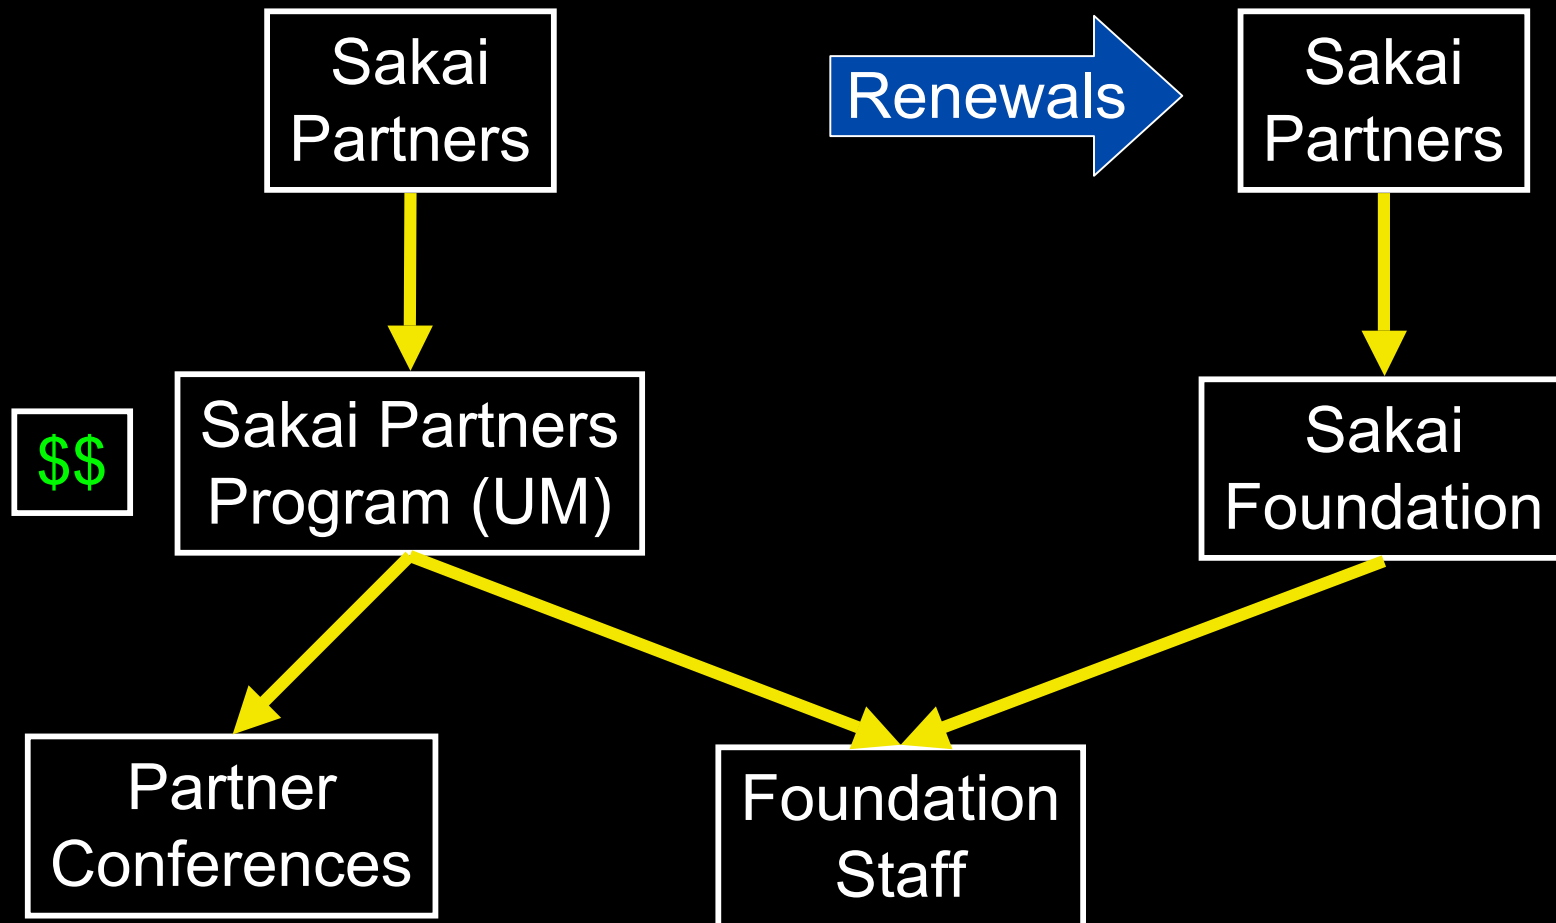 Sakai
Partners
Renewals
Sakai
Partners
$$
Sakai Partners
Program (UM)
Sakai
Foundation
Partner
Conferences
Foundation
Staff